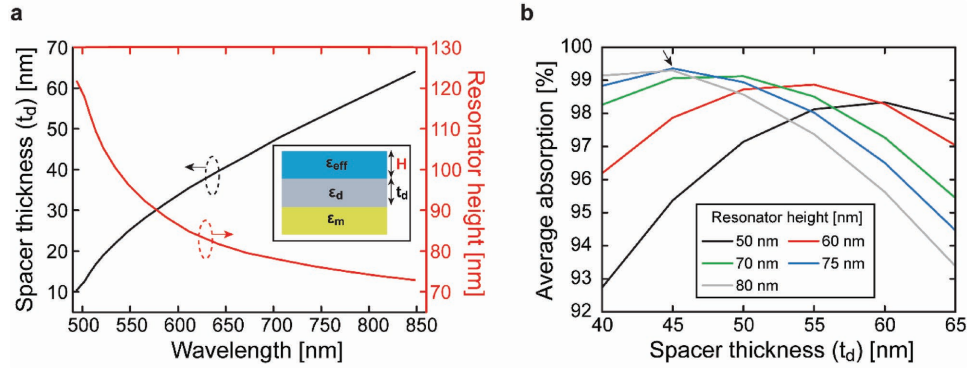 a
Spacer thickness (t_d) [nm]
70
60
50
40
30
20
10
500 550 600 650 700 750 800 850
Wavelength [nm]
130
120
110
100
90
80
70
Resonator height [nm]
ε_eff
H
ε_d
t_d
ε_m
b
Average absorption [%]
100
99
98
97
96
95
94
93
92
40 45 50 55 60 65
Spacer thickness (t_d) [nm]
Resonator height [nm]
50 nm 60 nm
70 nm 75 nm
80 nm